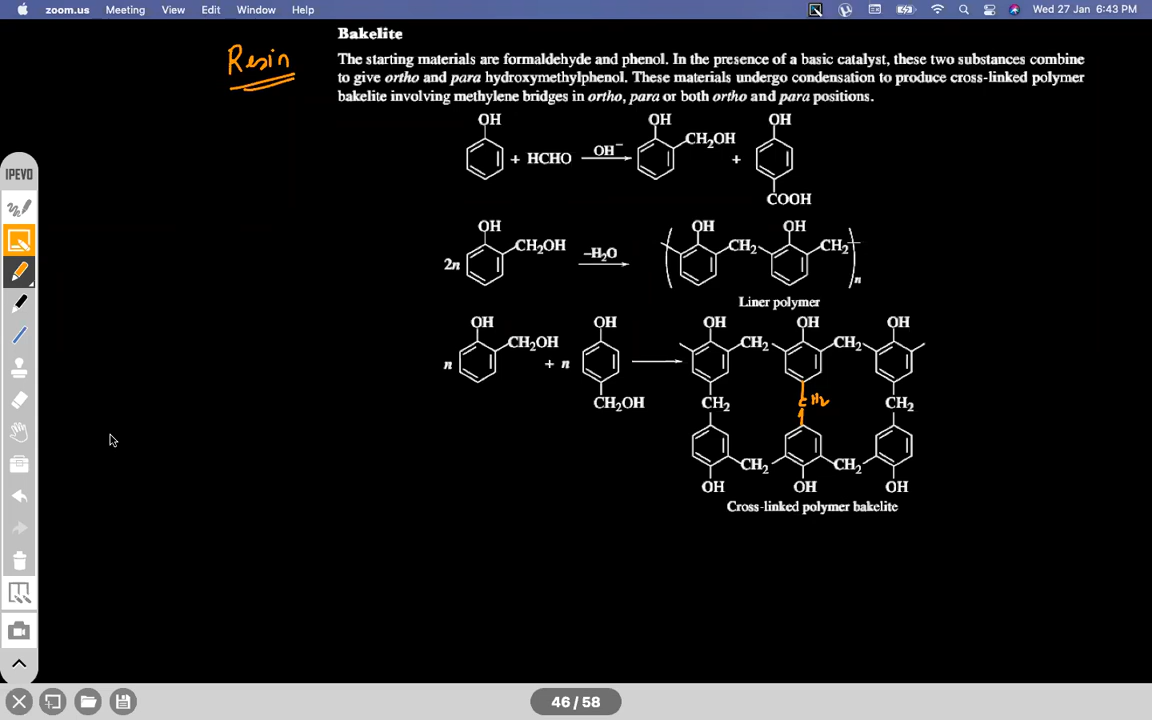 zoom.us Meeting View Edit Window Help Wed 27 Jan 6:43 PM
Bakelite
Resin
The starting materials are formaldehyde and phenol. In the presence of a basic catalyst, these two substances combine
to give ortho and para hydroxymethylphenol. These materials undergo condensation to produce cross-linked polymer
bakelite involving methylene bridges in ortho, para or both ortho and para positions.
OH OH OH
CH₂OH
+ HCHO OH⁻ +
COOH
OH OH OH
CH₂OH CH₂ CH₂
2n –H₂O n
Liner polymer
OH OH OH OH OH
CH₂OH CH₂ CH₂
n + n
CH₂OH CH₂ CH₂ CH₂
CH₂ CH₂
OH OH OH
Cross-linked polymer bakelite
IPEVO
46 / 58